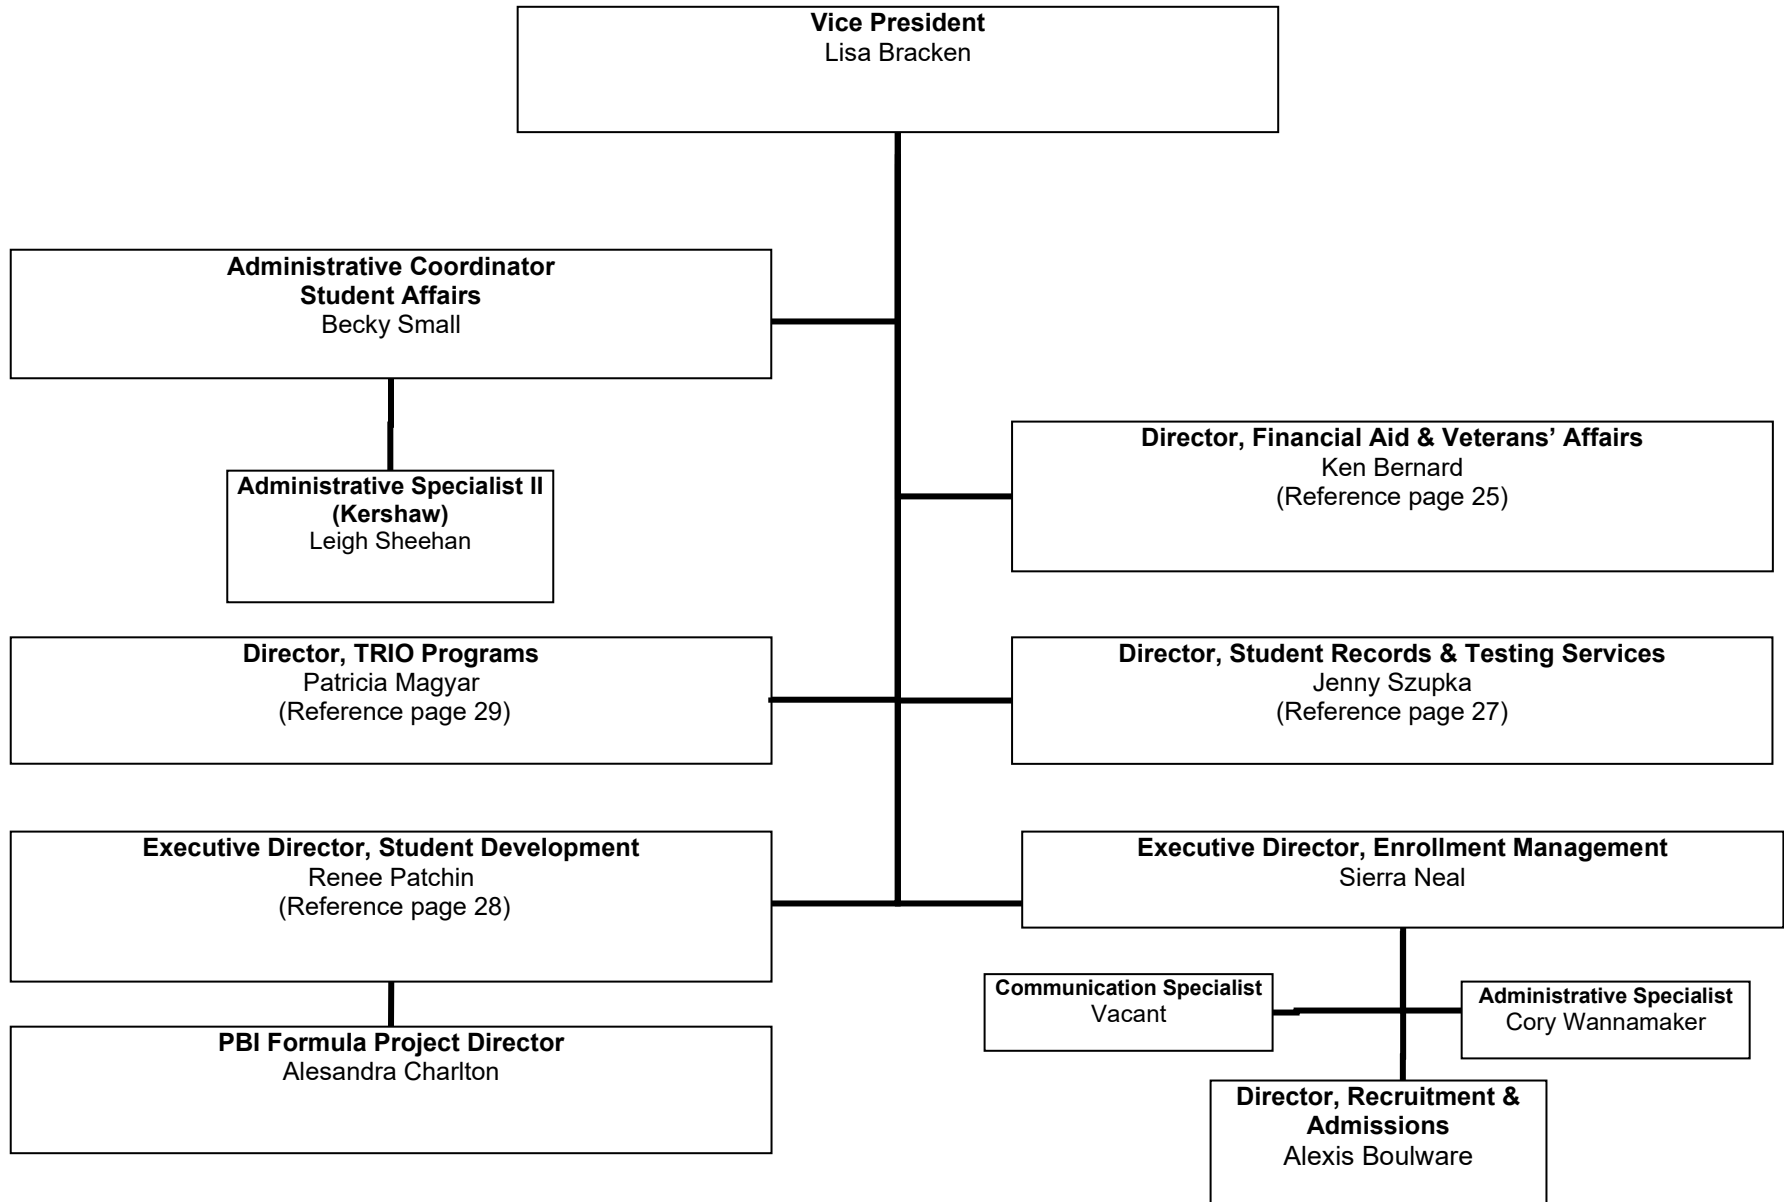 Vice President
Lisa Bracken
Administrative Coordinator
Student Affairs
Becky Small
Administrative Specialist II
(Kershaw)
Leigh Sheehan
Director, Financial Aid & Veterans’ Affairs
Ken Bernard
(Reference page 25)
Director, TRIO Programs
Patricia Magyar
(Reference page 29)
Director, Student Records & Testing Services
Jenny Szupka
(Reference page 27)
Executive Director, Student Development
Renee Patchin
(Reference page 28)
Executive Director, Enrollment Management
Sierra Neal
PBI Formula Project Director
Alesandra Charlton
Communication Specialist
Vacant
Administrative Specialist
Cory Wannamaker
Director, Recruitment &
Admissions
Alexis Boulware